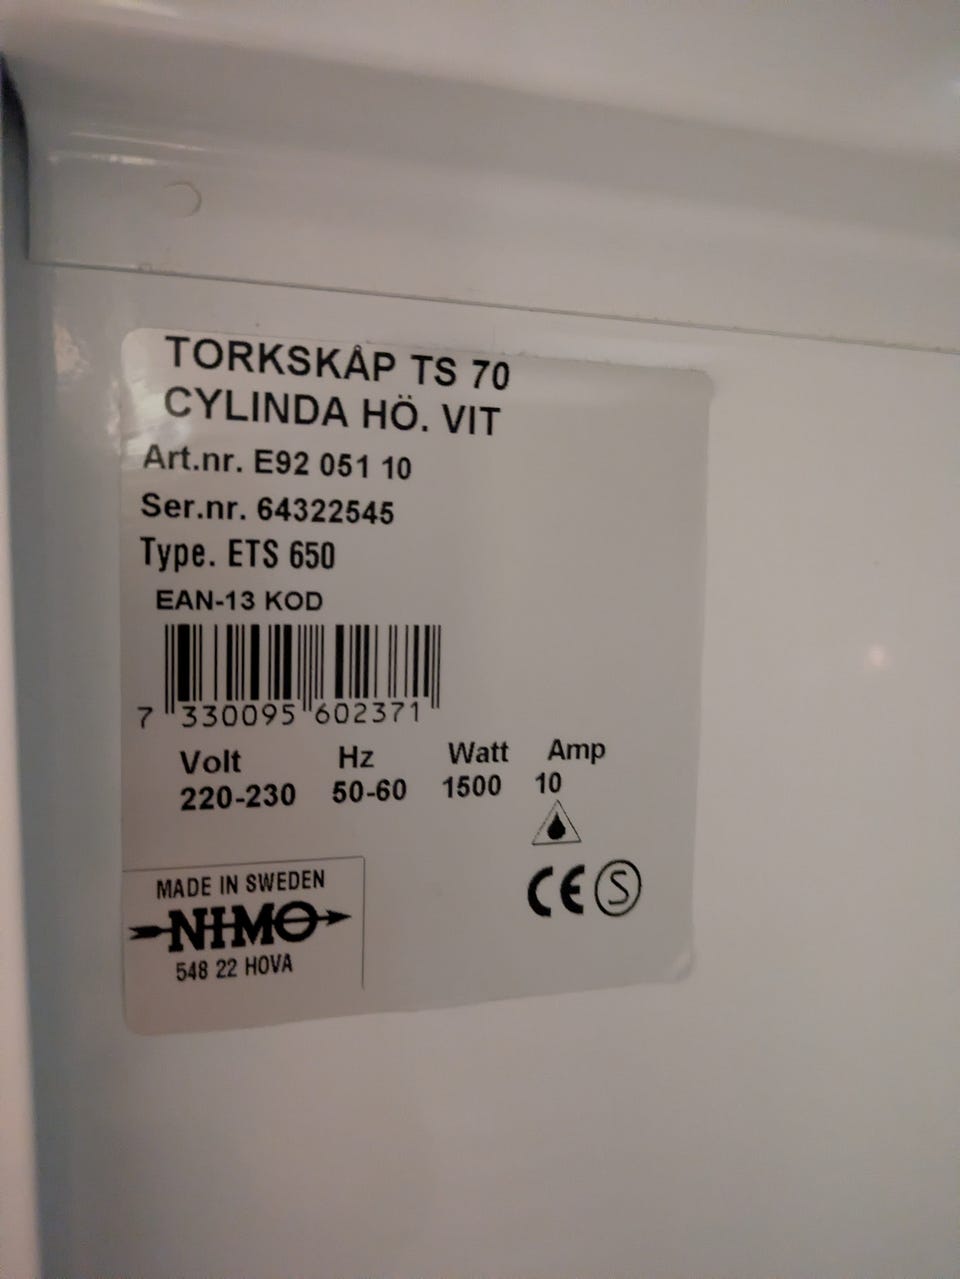 TORKSKÅP TS 70
CYLINDA HÖ. VIT
Art.nr. E92 051 10
Ser.nr. 64322545
Type. ETS 650
EAN-13 KOD
7 330095 602371
Volt Hz Watt Amp
220-230 50-60 1500 10
CE S
MADE IN SWEDEN
NIMO
548 22 HOVA